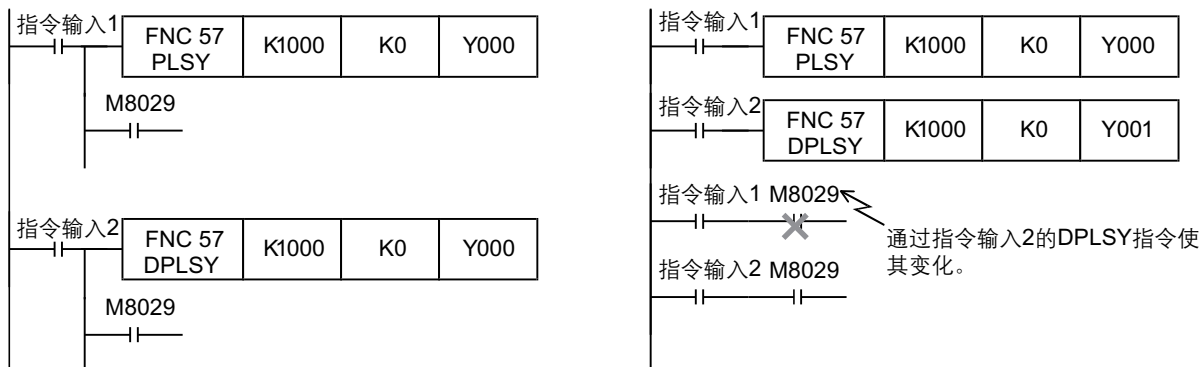 指令输入1
FNC 57 K1000 K0 Y000
PLSY
M8029
指令输入2
FNC 57 K1000 K0 Y000
DPLSY
M8029
指令输入1
FNC 57 K1000 K0 Y000
PLSY
指令输入2
FNC 57 K1000 K0 Y001
DPLSY
指令输入1 M8029
通过指令输入2的DPLSY指令使
其变化。
指令输入2 M8029